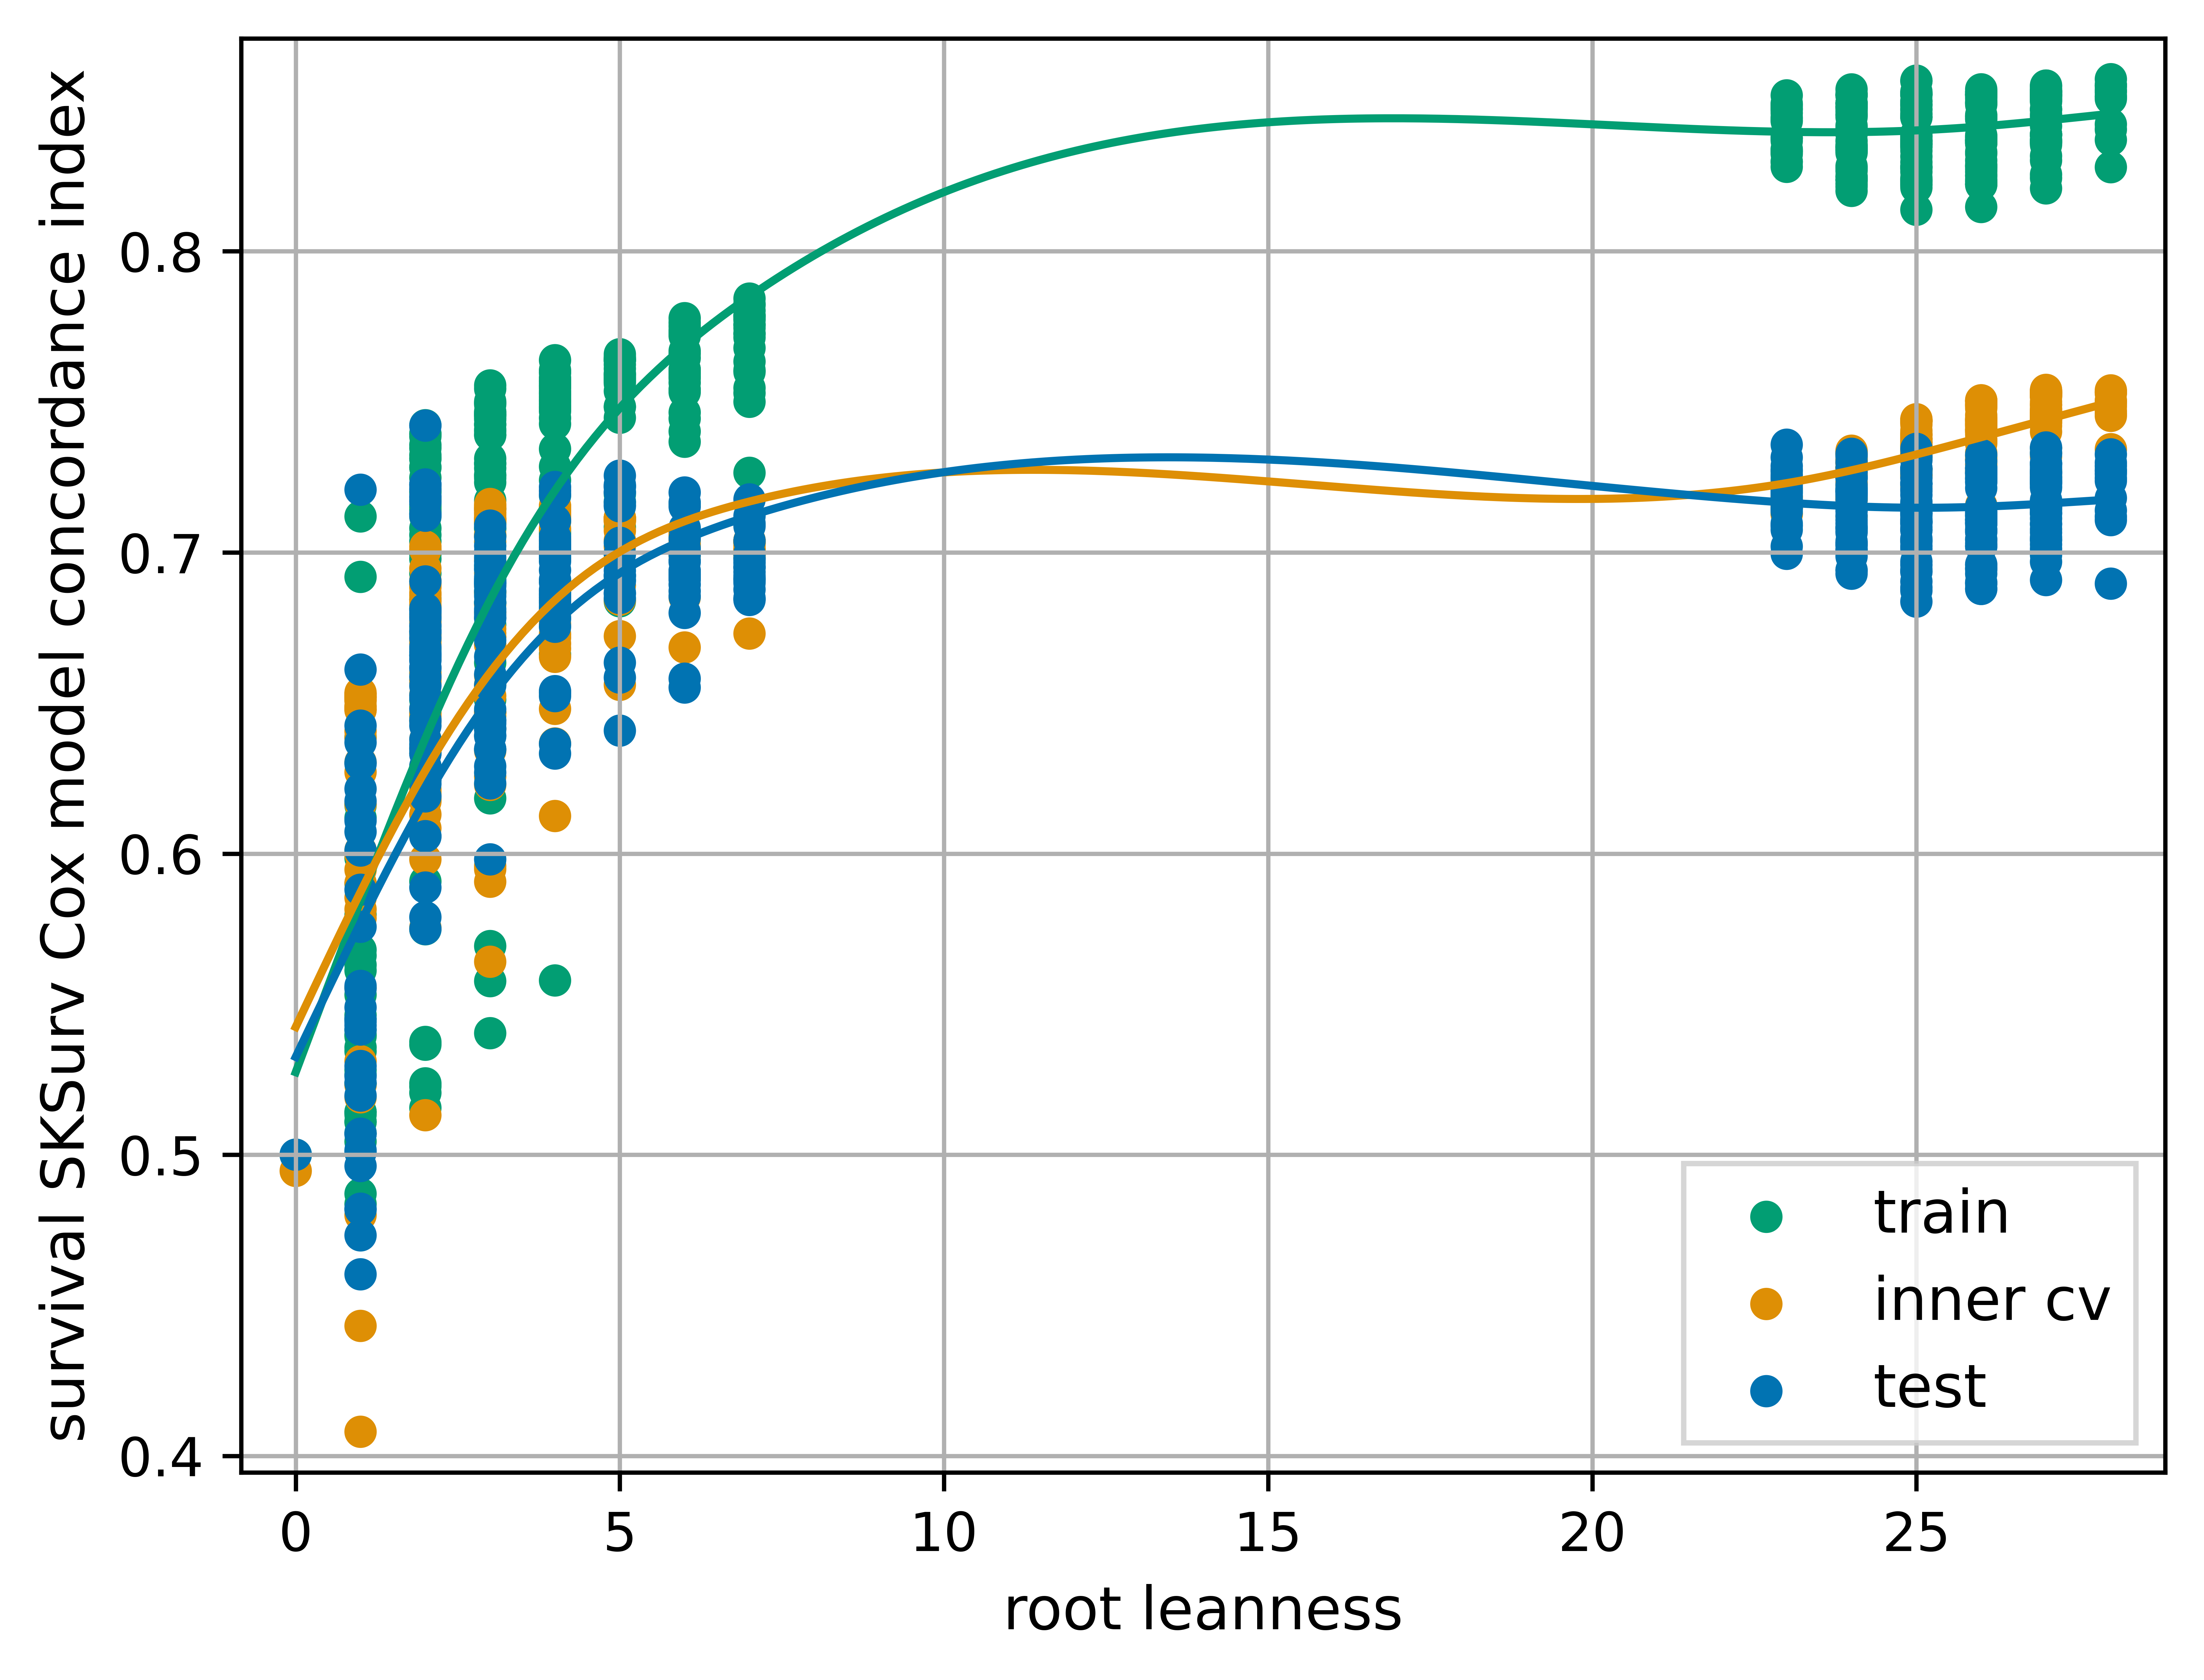 survival SKSurv Cox model concordance index
0.8
0.7
0.6
0.5
0.4
0 5 10 15 20 25
root leanness
train
inner cv
test